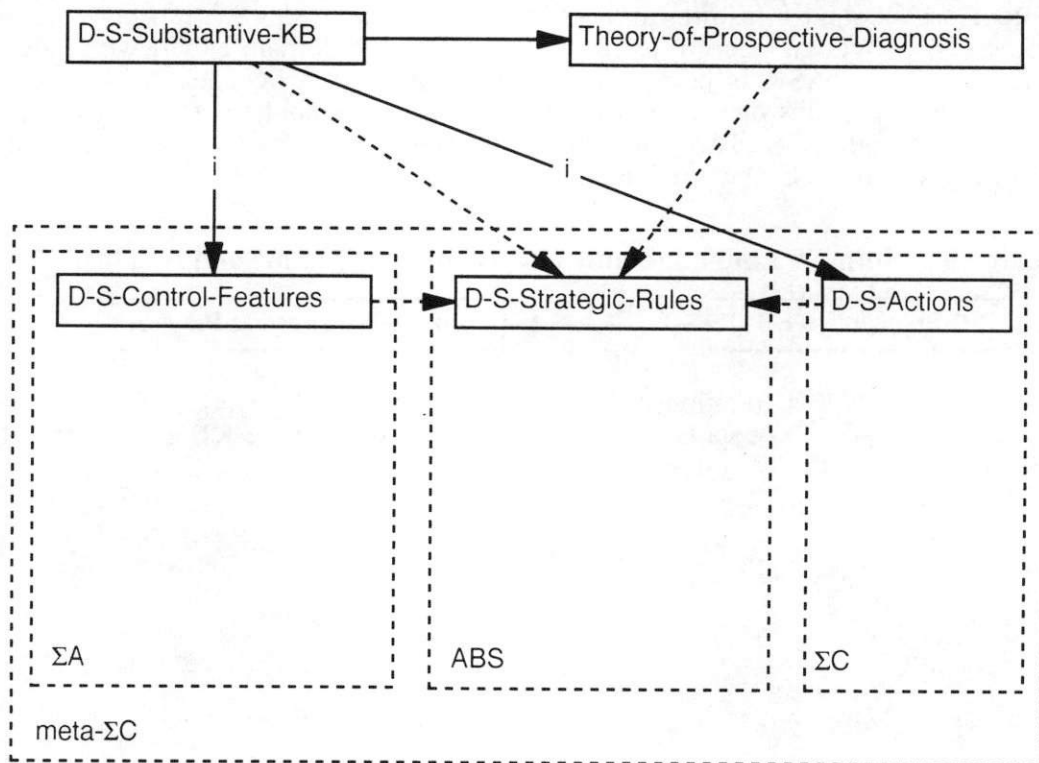 D-S-Substantive-KB
Theory-of-Prospective-Diagnosis
i
i
D-S-Control-Features
D-S-Strategic-Rules
D-S-Actions
ΣA
ABS
ΣC
meta-ΣC